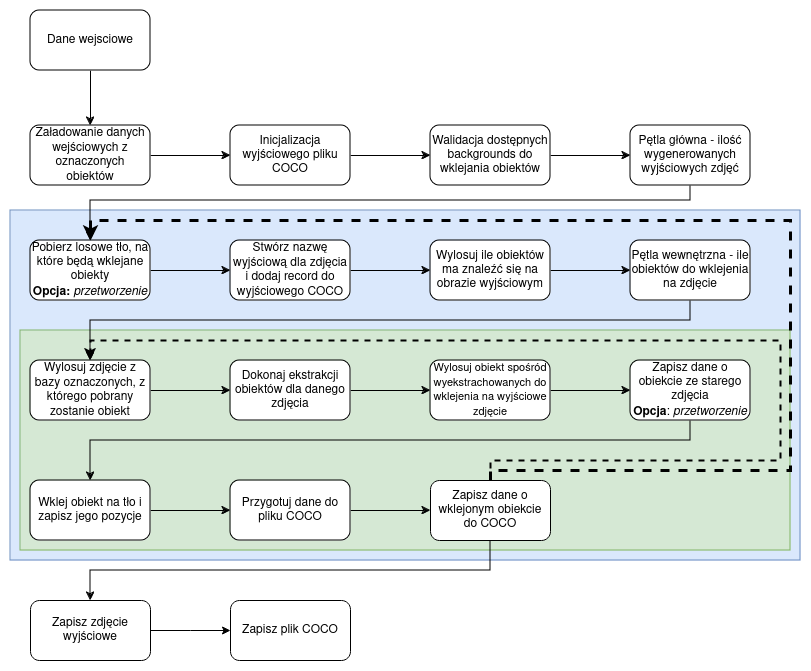 Dane wejsciowe
Załadowanie danych
wejściowych z
oznaczonych
obiektów
Inicjalizacja
wyjściowego pliku
COCO
Walidacja dostępnych
backgrounds do
wklejania obiektów
Pętla główna - ilość
wygenerowanych
wyjściowych zdjęć
Pobierz losowe tło, na
które będą wklejane
obiekty
Opcja: przetworzenie
Stwórz nazwę
wyjściową dla zdjęcia
i dodaj record do
wyjściowego COCO
Wylosuj ile obiektów
ma znaleźć się na
obrazie wyjściowym
Pętla wewnętrzna - ile
obiektów do wklejenia
na zdjęcie
Wylosuj zdjęcie z
bazy oznaczonych, z
którego pobrany
zostanie obiekt
Dokonaj ekstrakcji
obiektów dla danego
zdjęcia
Wylosuj obiekt spośród
wyekstrachowanych do
wklejenia na wyjściowe
zdjęcie
Zapisz dane o
obiekcie ze starego
zdjęcia
Opcja: przetworzenie
Wklej obiekt na tło i
zapisz jego pozycje
Przygotuj dane do
pliku COCO
Zapisz dane o
wklejonym obiekcie
do COCO
Zapisz zdjęcie
wyjściowe
Zapisz plik COCO